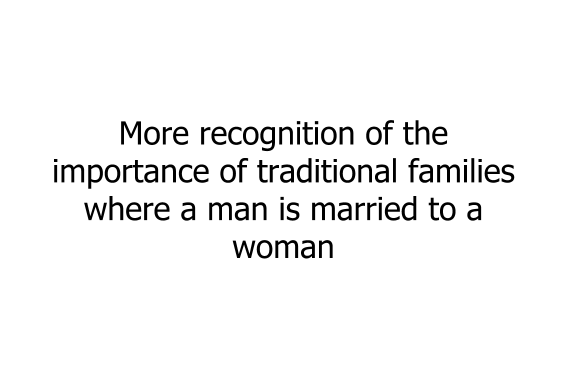 More recognition of the
importance of traditional families
where a man is married to a
woman